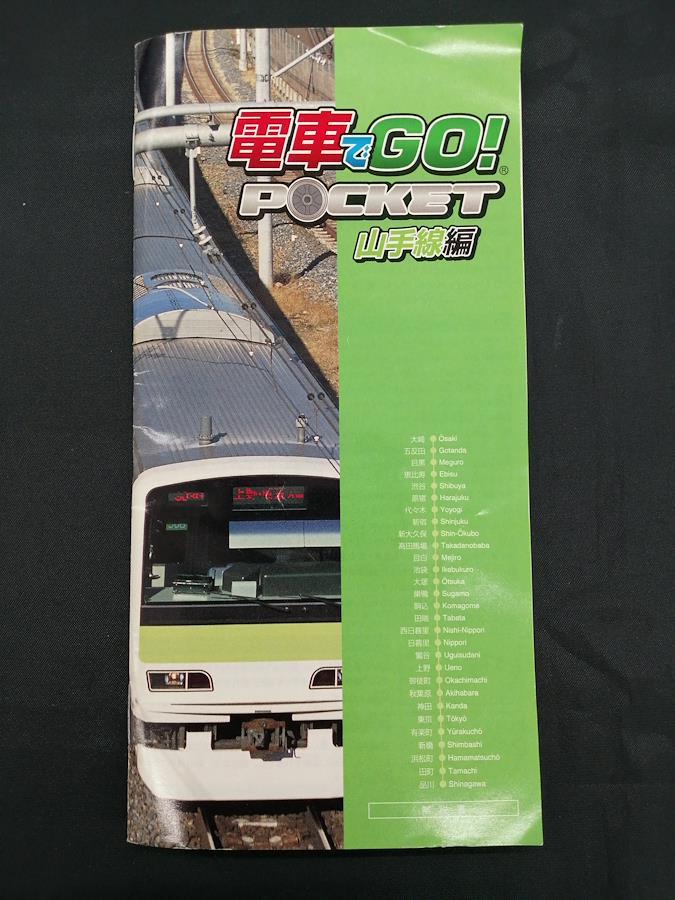 電車でGO!®
POCKET
山手線編
上野・
大崎 Ōsaki
五反田 Gotanda
目黒 Meguro
恵比寿 Ebisu
渋谷 Shibuya
原宿 Harajuku
代々木 Yoyogi
新宿 Shinjuku
新大久保 Shin-Ōkubo
高田馬場 Takadanobaba
目白 Mejiro
池袋 Ikebukuro
大塚 Ōtsuka
巣鴨 Sugamo
駒込 Komagome
田端 Tabata
西日暮里 Nishi-Nippori
日暮里 Nippori
鶯谷 Uguisudani
上野 Ueno
御徒町 Okachimachi
秋葉原 Akihabara
神田 Kanda
東京 Tōkyō
有楽町 Yūrakuchō
新橋 Shimbashi
浜松町 Hamamatsuchō
田町 Tamachi
品川 Shinagawa